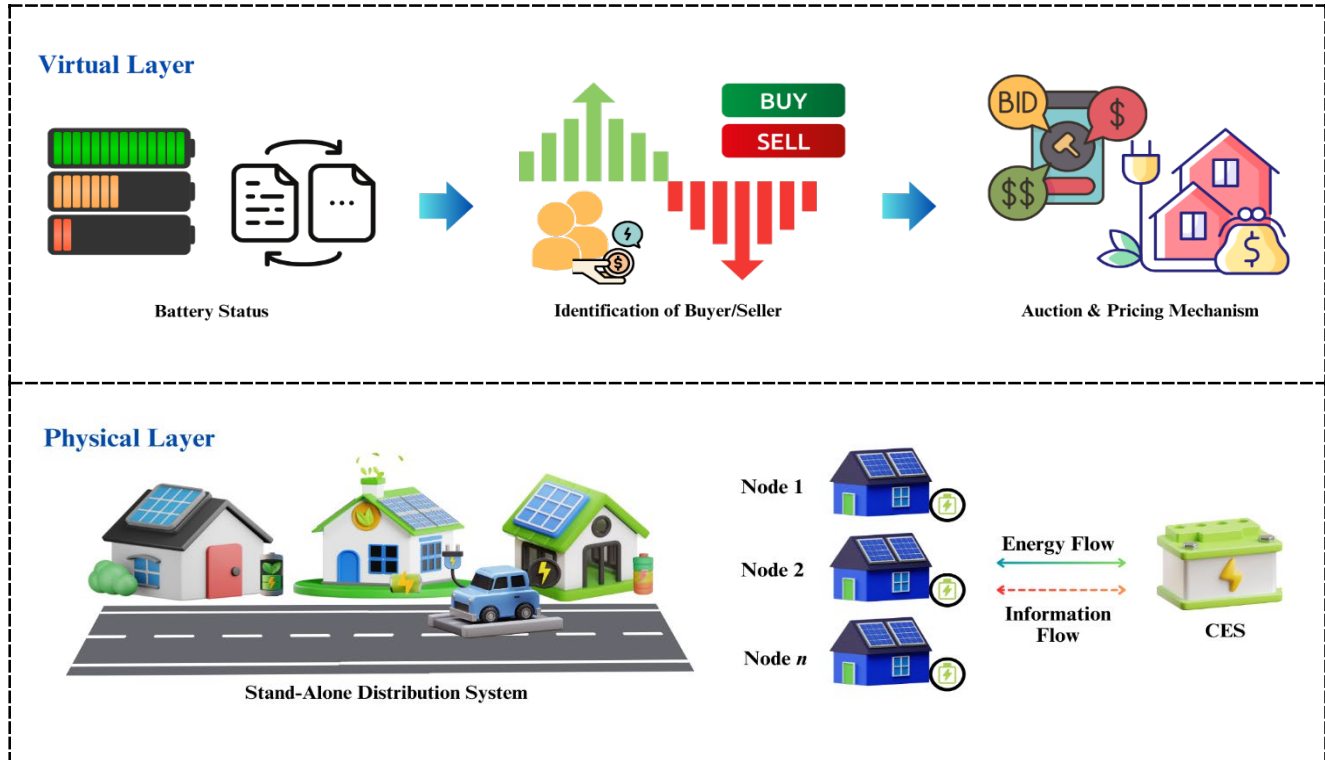 Virtual Layer
BUY
SELL
BID
$
$$
$
$
Battery Status
Identification of Buyer/Seller
Auction & Pricing Mechanism
Physical Layer
Node 1
Node 2
Node n
Energy Flow
Information
Flow
CES
Stand-Alone Distribution System